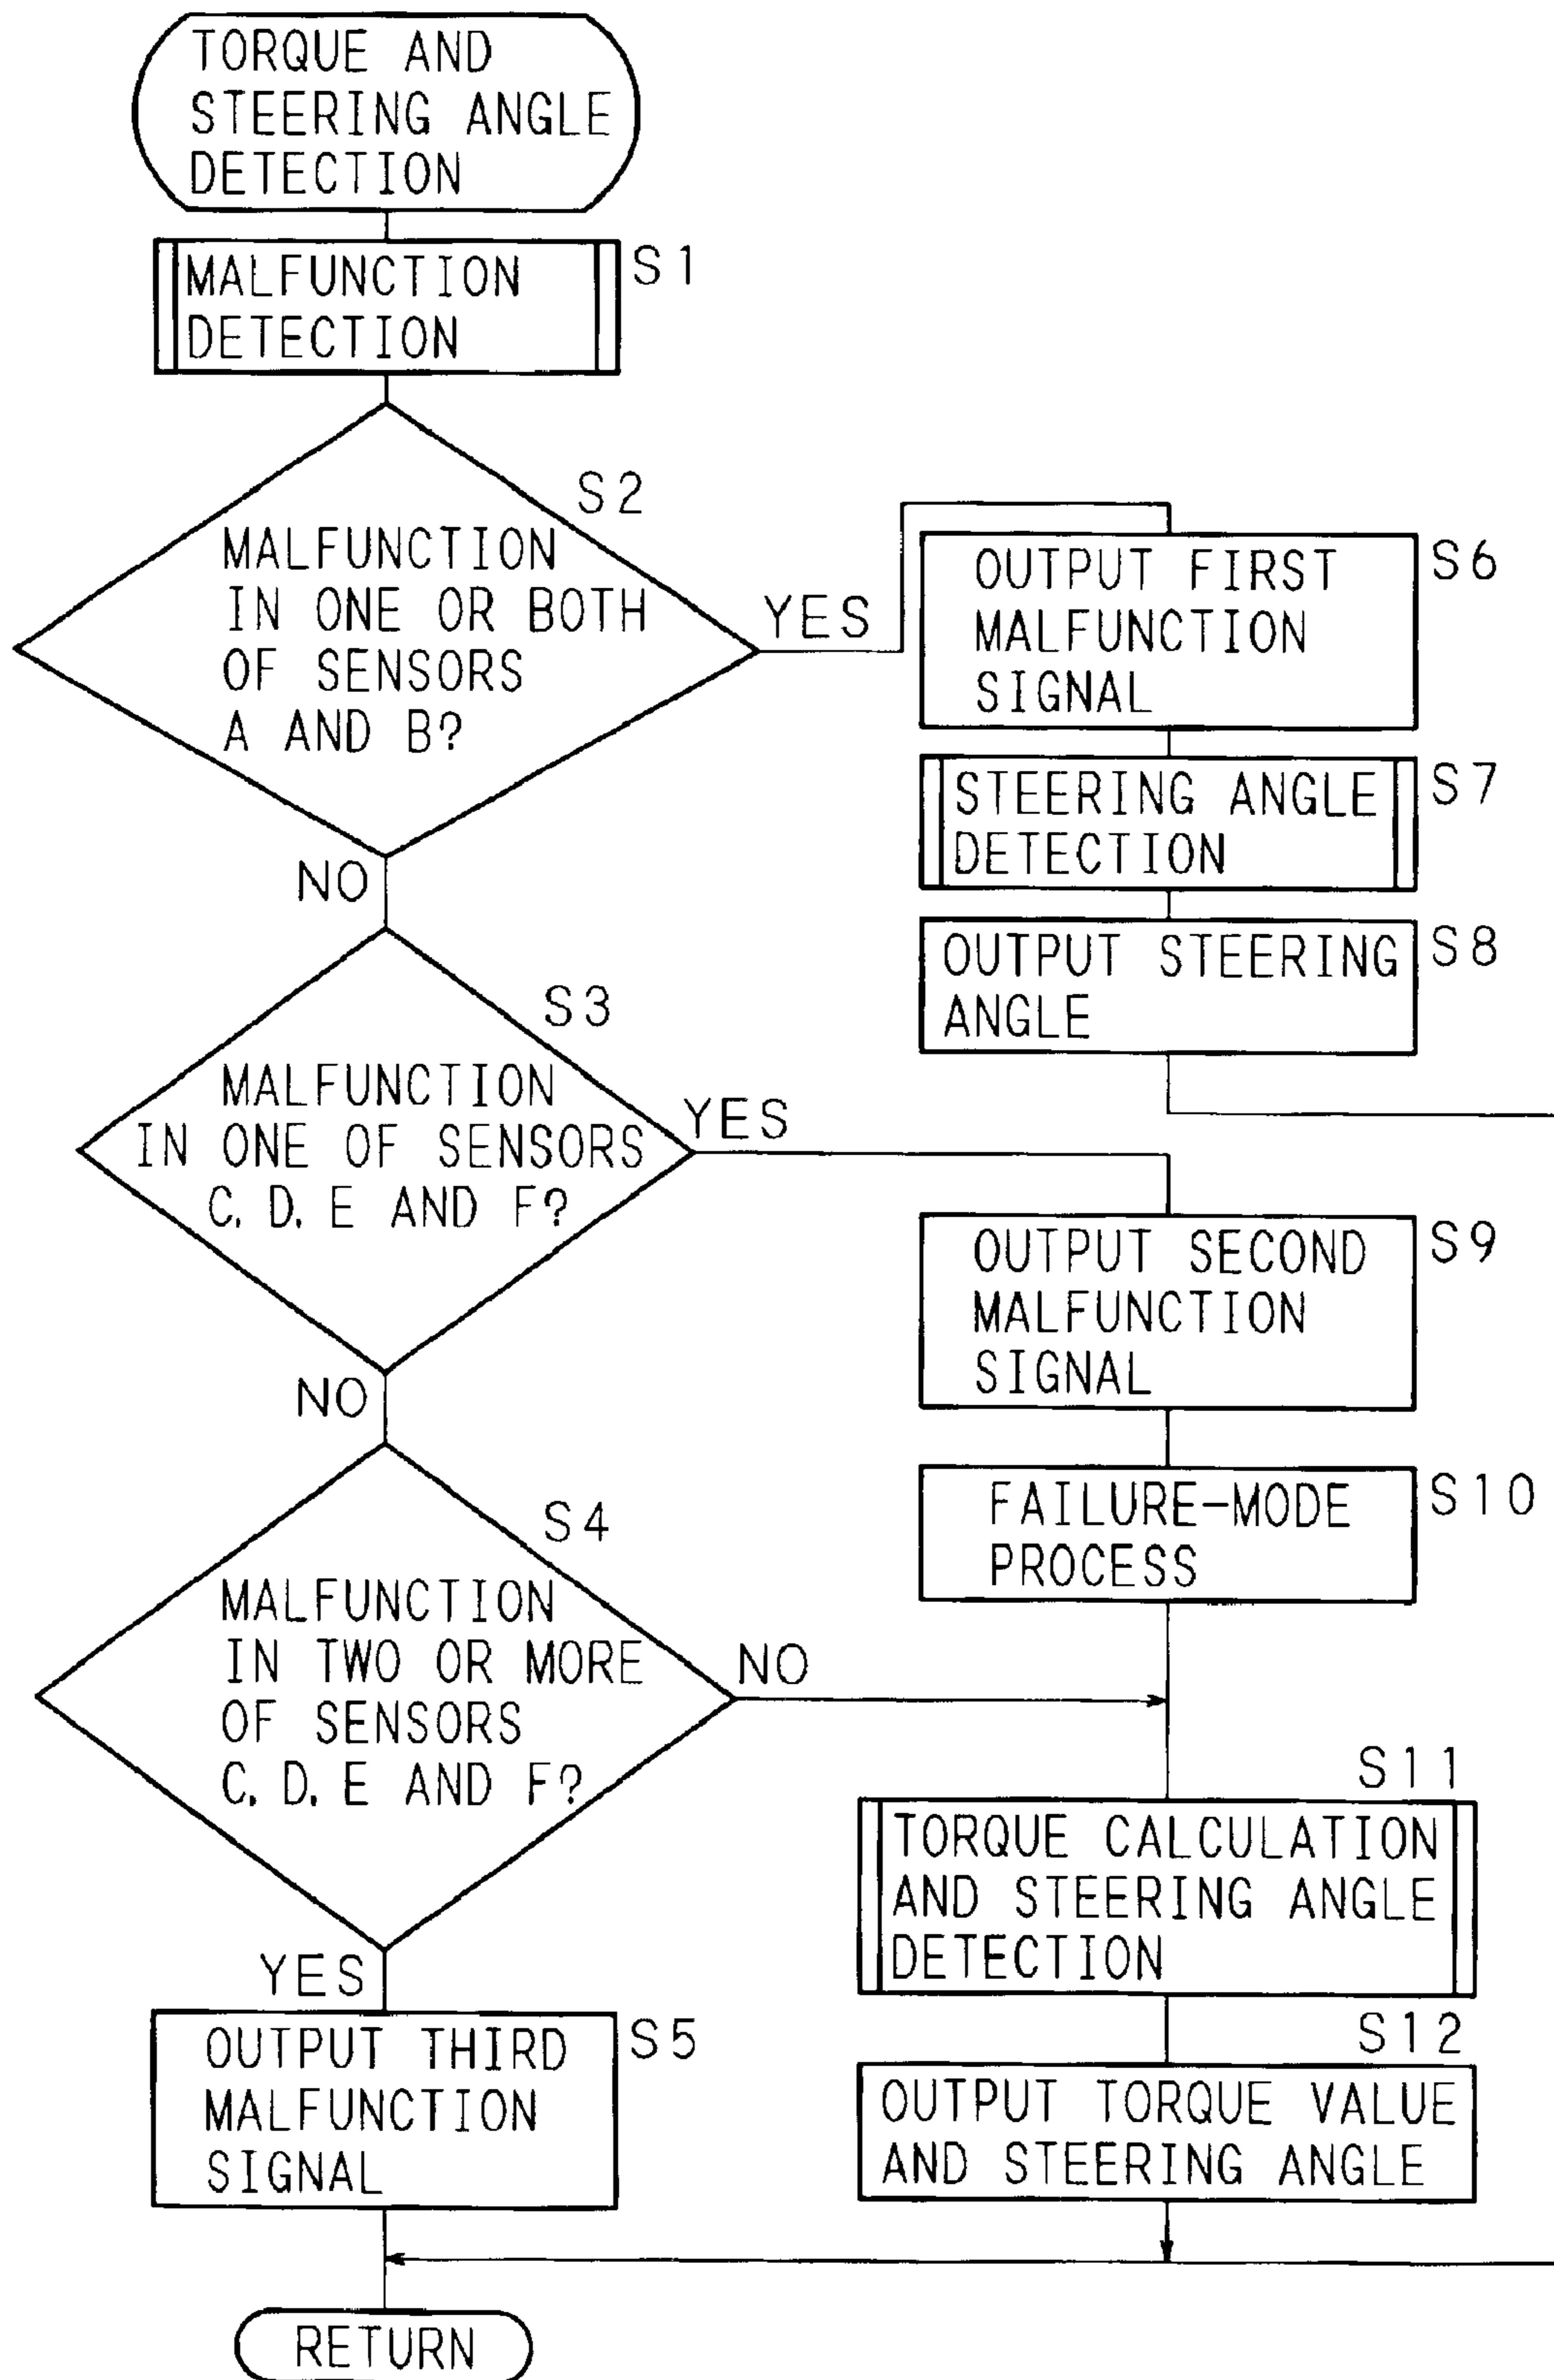 TORQUE AND
STEERING ANGLE
DETECTION
MALFUNCTION
DETECTION
S1
S2
MALFUNCTION
IN ONE OR BOTH
OF SENSORS
A AND B?
YES
NO
OUTPUT FIRST
MALFUNCTION
SIGNAL
S6
STEERING ANGLE
DETECTION
S7
OUTPUT STEERING
ANGLE
S8
S3
MALFUNCTION
IN ONE OF SENSORS
C, D, E AND F?
YES
NO
OUTPUT SECOND
MALFUNCTION
SIGNAL
S9
FAILURE-MODE
PROCESS
S10
S4
MALFUNCTION
IN TWO OR MORE
OF SENSORS
C, D, E AND F?
NO
YES
S11
TORQUE CALCULATION
AND STEERING ANGLE
DETECTION
OUTPUT THIRD
MALFUNCTION
SIGNAL
S5
S12
OUTPUT TORQUE VALUE
AND STEERING ANGLE
RETURN